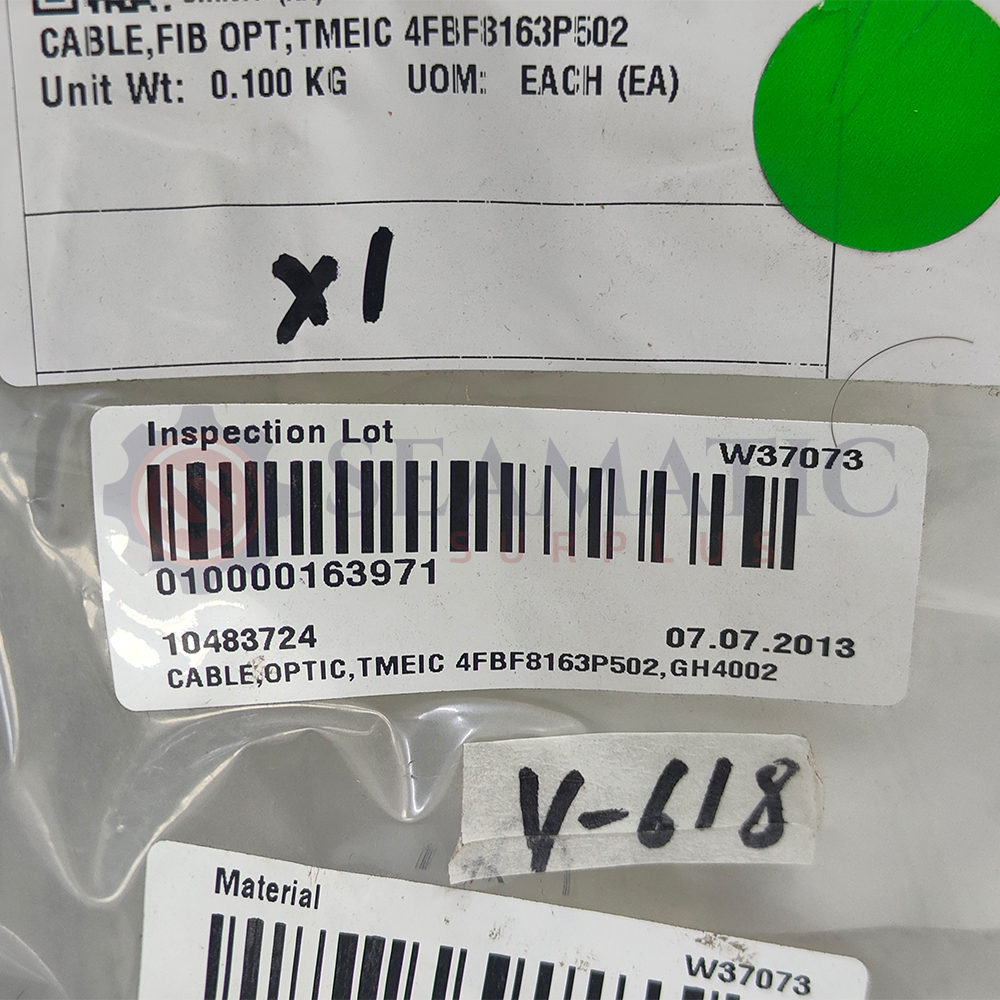 CABLE,FIB OPT;TMEIC 4FBF8163P502
Unit Wt: 0.100 KG UOM: EACH (EA)
x1
Inspection Lot
W37073
SEAMATIC
SURPLUS
010000163971
10483724 07.07.2013
CABLE,OPTIC,TMEIC 4FBF8163P502,GH4002
V-618
Material
W37073